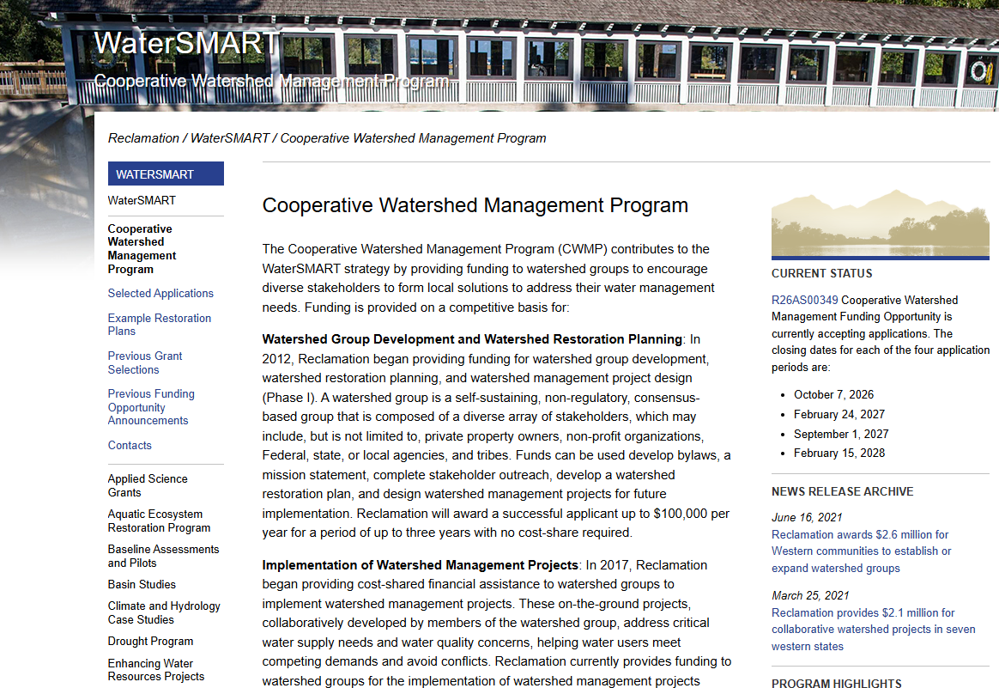 WaterSMART
Cooperative Watershed Management Program
Reclamation / WaterSMART / Cooperative Watershed Management Program
WATERSMART
WaterSMART
Cooperative
Watershed
Management
Program
Selected Applications
Example Restoration
Plans
Previous Grant
Selections
Previous Funding
Opportunity
Announcements
Contacts
Applied Science
Grants
Aquatic Ecosystem
Restoration Program
Baseline Assessments
and Pilots
Basin Studies
Climate and Hydrology
Case Studies
Drought Program
Enhancing Water
Resources Projects
Cooperative Watershed Management Program
The Cooperative Watershed Management Program (CWMP) contributes to the
WaterSMART strategy by providing funding to watershed groups to encourage
diverse stakeholders to form local solutions to address their water management
needs. Funding is provided on a competitive basis for:
Watershed Group Development and Watershed Restoration Planning: In
2012, Reclamation began providing funding for watershed group development,
watershed restoration planning, and watershed management project design
(Phase I). A watershed group is a self-sustaining, non-regulatory, consensus-
based group that is composed of a diverse array of stakeholders, which may
include, but is not limited to, private property owners, non-profit organizations,
Federal, state, or local agencies, and tribes. Funds can be used develop bylaws, a
mission statement, complete stakeholder outreach, develop a watershed
restoration plan, and design watershed management projects for future
implementation. Reclamation will award a successful applicant up to $100,000 per
year for a period of up to three years with no cost-share required.
Implementation of Watershed Management Projects: In 2017, Reclamation
began providing cost-shared financial assistance to watershed groups to
implement watershed management projects. These on-the-ground projects,
collaboratively developed by members of the watershed group, address critical
water supply needs and water quality concerns, helping water users meet
competing demands and avoid conflicts. Reclamation currently provides funding to
watershed groups for the implementation of watershed management projects
CURRENT STATUS
R26AS00349 Cooperative Watershed
Management Funding Opportunity is
currently accepting applications. The
closing dates for each of the four application
periods are:
• October 7, 2026
• February 24, 2027
• September 1, 2027
• February 15, 2028
NEWS RELEASE ARCHIVE
June 16, 2021
Reclamation awards $2.6 million for
Western communities to establish or
expand watershed groups
March 25, 2021
Reclamation provides $2.1 million for
collaborative watershed projects in seven
western states
PROGRAM HIGHLIGHTS